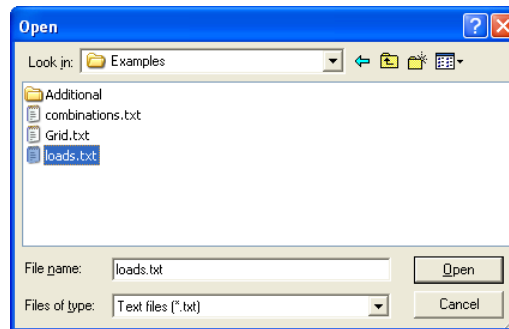 Open
Look in: Examples
Additional
combinations.txt
Grid.txt
loads.txt
File name: loads.txt Open
Files of type: Text files (*.txt) Cancel